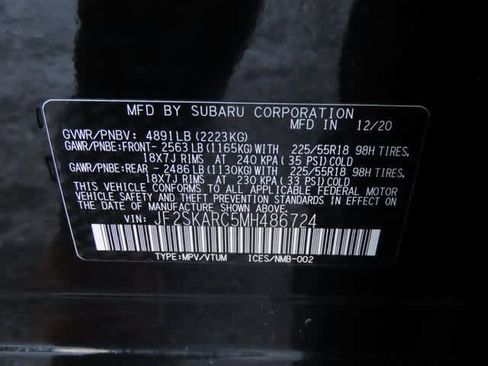 MFD BY SUBARU CORPORATION MFD IN 12/20
GVWR/PNBV: 4891LB (2223KG)
GAWR/PNBE:FRONT- 2563LB (1165KG)WITH 225/55R18 98H TIRES,
18X7J RIMS AT 240 KPA (35 PSI)COLD
GAWR/PNBE:REAR - 2486LB (1130KG)WITH 225/55R18 98H TIRES,
18X7J RIMS AT 230 KPA (33 PSI)COLD
THIS VEHICLE CONFORMS TO ALL APPLICABLE FEDERAL MOTOR
VEHICLE SAFETY AND THEFT PREVENTION STANDARDS IN EFFECT ON THE
DATE OF MANUFACTURE SHOWN ABOVE.
VIN: JF2SKARC5MH486724
TYPE:MPV/VTUM ICES/NMB-002